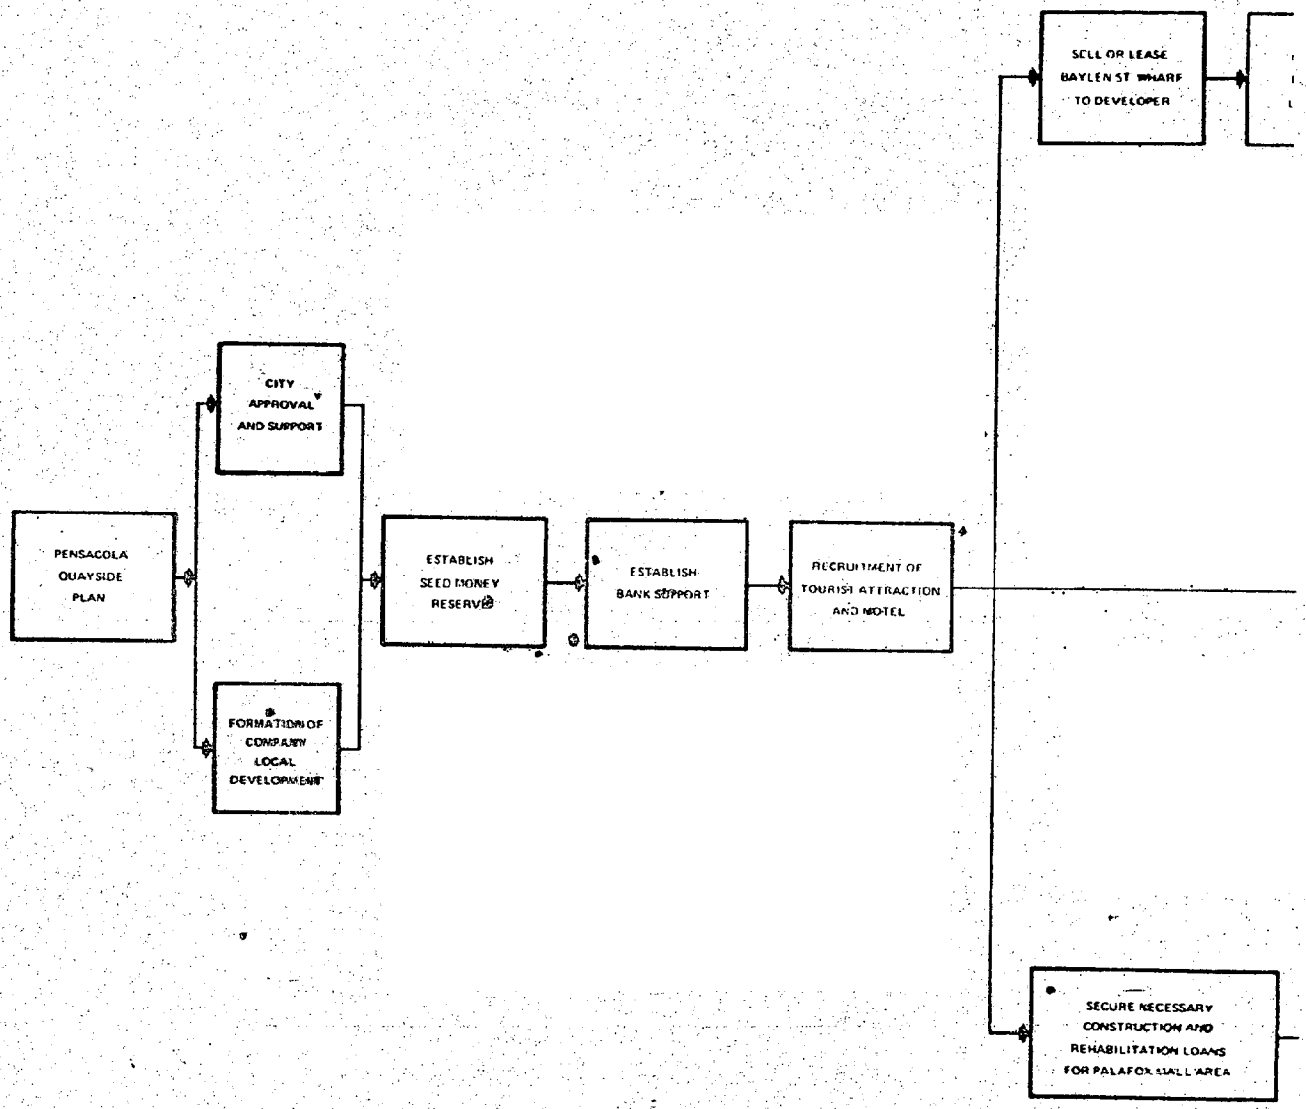 PENSACOLA
QUAYSIDE
PLAN
CITY
APPROVAL
AND SUPPORT
FORMATION OF
COMPANY
LOCAL
DEVELOPMENT
ESTABLISH
SEED MONEY
RESERVE
ESTABLISH
BANK SUPPORT
RECRUITMENT OF
TOURIST ATTRACTION
AND MOTEL
SELL OR LEASE
BAYLEN ST. WHARF
TO DEVELOPER
SECURE NECESSARY
CONSTRUCTION AND
REHABILITATION LOANS
FOR PALAFOX MALL AREA